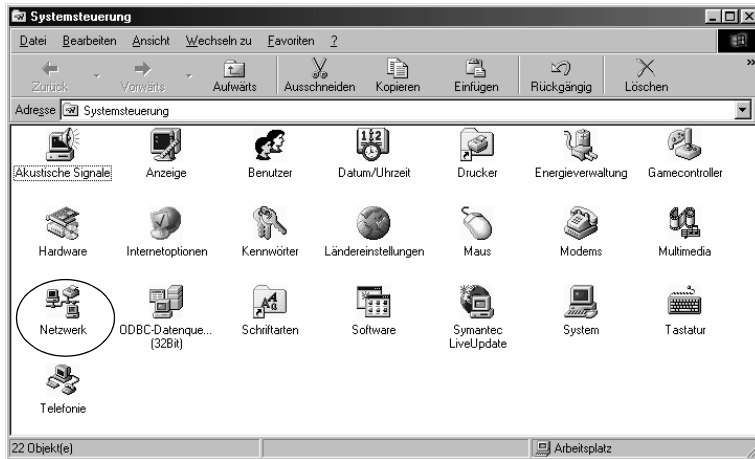 Systemsteuerung
Datei Bearbeiten Ansicht Wechseln zu Favoriten ?
Zurück Vorwärts Aufwärts Ausschneiden Kopieren Einfügen Rückgängig Löschen »
Adresse Systemsteuerung
Akustische Signale Anzeige Benutzer Datum/Uhrzeit Drucker Energieverwaltung Gamecontroller
Hardware Internetoptionen Kennwörter Ländereinstellungen Maus Modems Multimedia
Netzwerk ODBC-Datenque... Schriftarten Software Symantec System Tastatur
(32Bit) LiveUpdate
Telefonie
22 Objekt(e) Arbeitsplatz